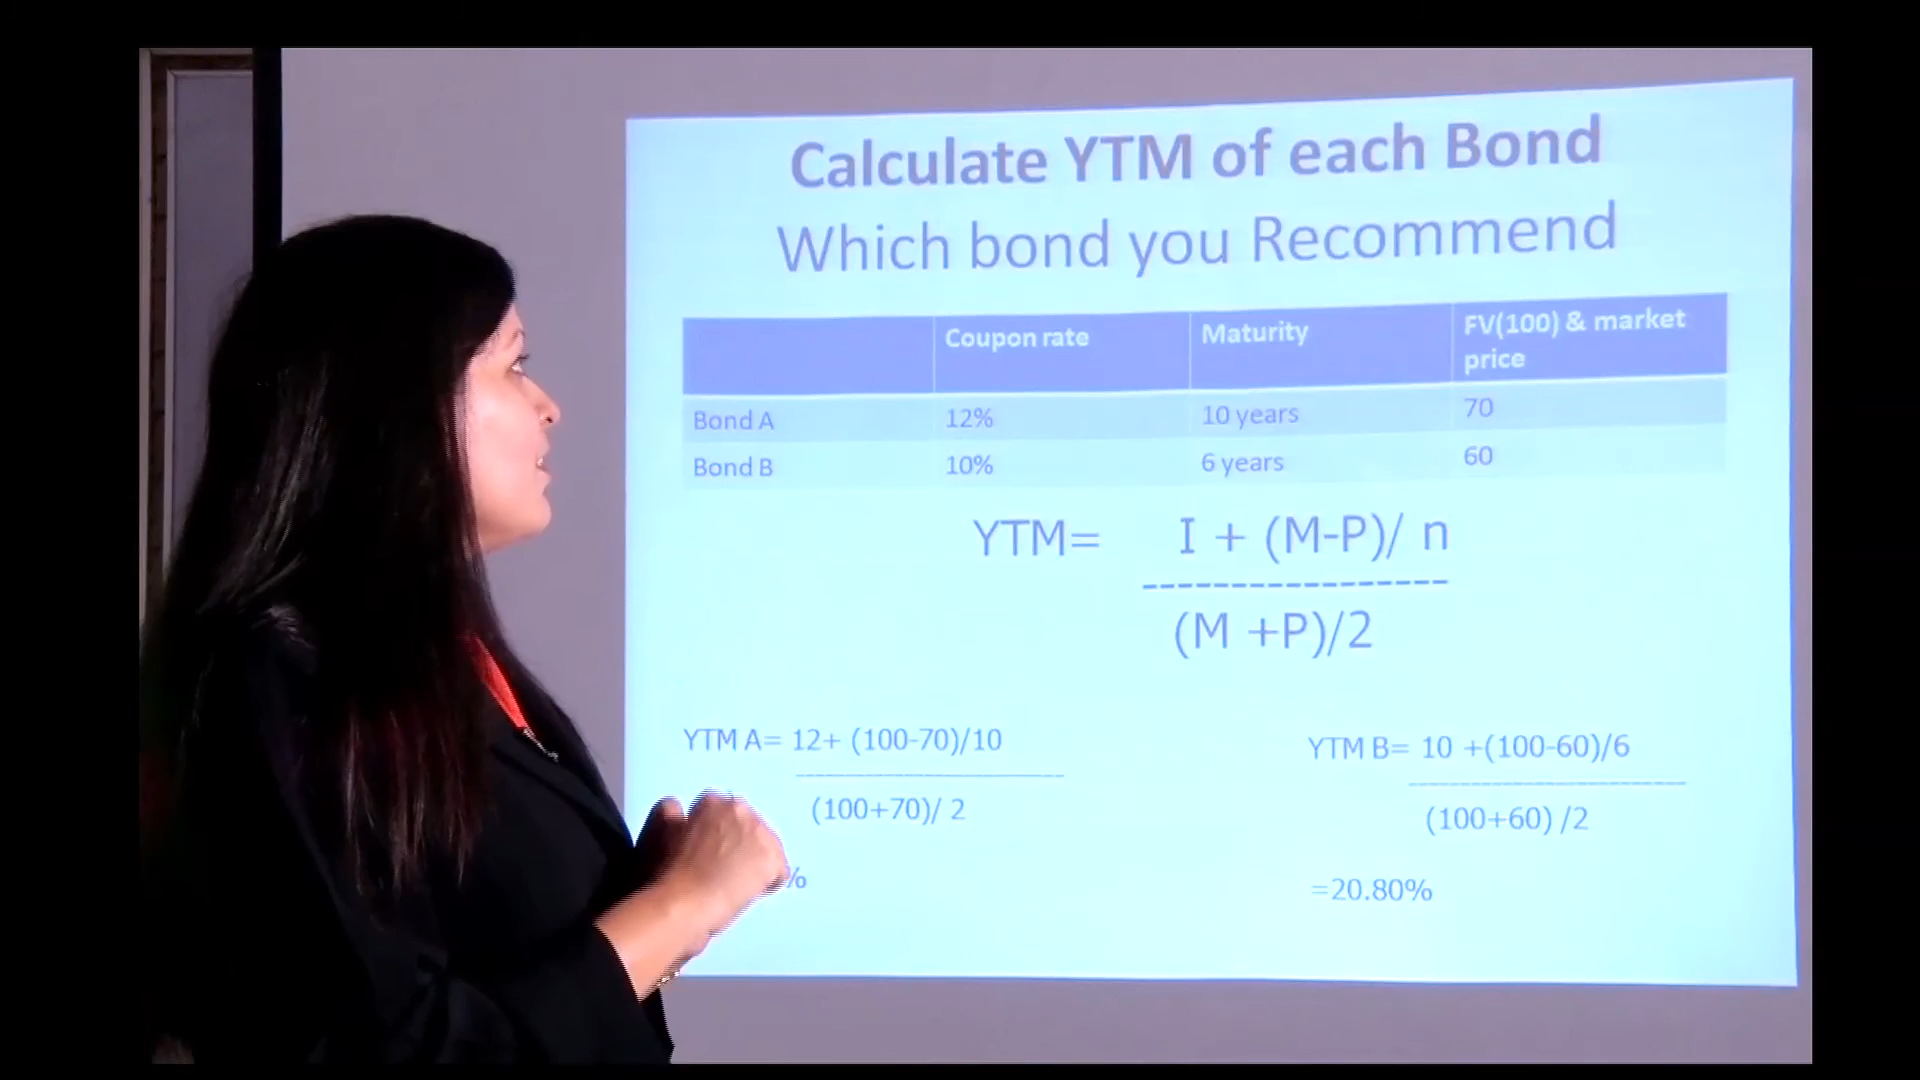 Calculate YTM of each Bond
Which bond you Recommend
Coupon rate Maturity FV(100) & market price
Bond A 12% 10 years 70
Bond B 10% 6 years 60
YTM= I + (M-P)/ n
-----------------
(M +P)/2
YTM A= 12+ (100-70)/10
(100+70)/ 2
%
YTM B= 10 +(100-60)/6
(100+60) /2
=20.80%